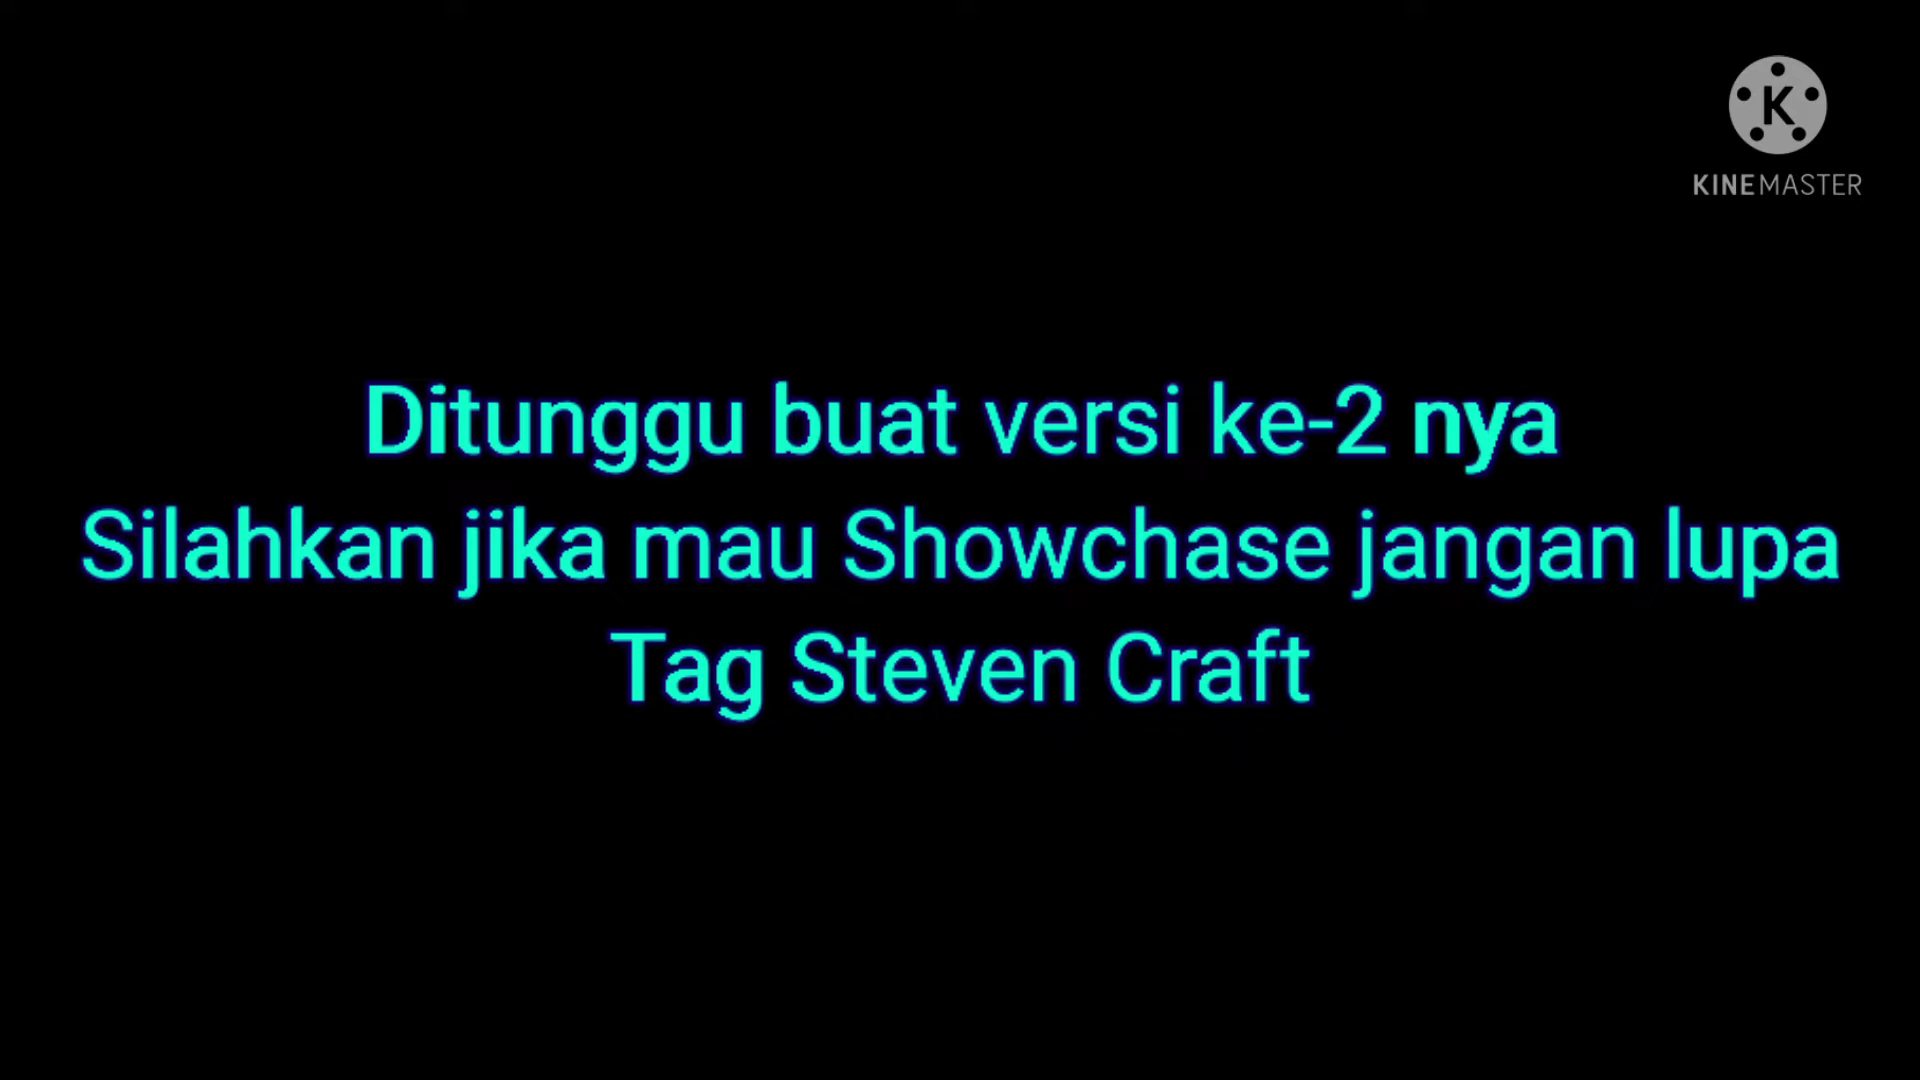 K
KINEMASTER
Ditunggu buat versi ke-2 nya
Silahkan jika mau Showchase jangan lupa
Tag Steven Craft